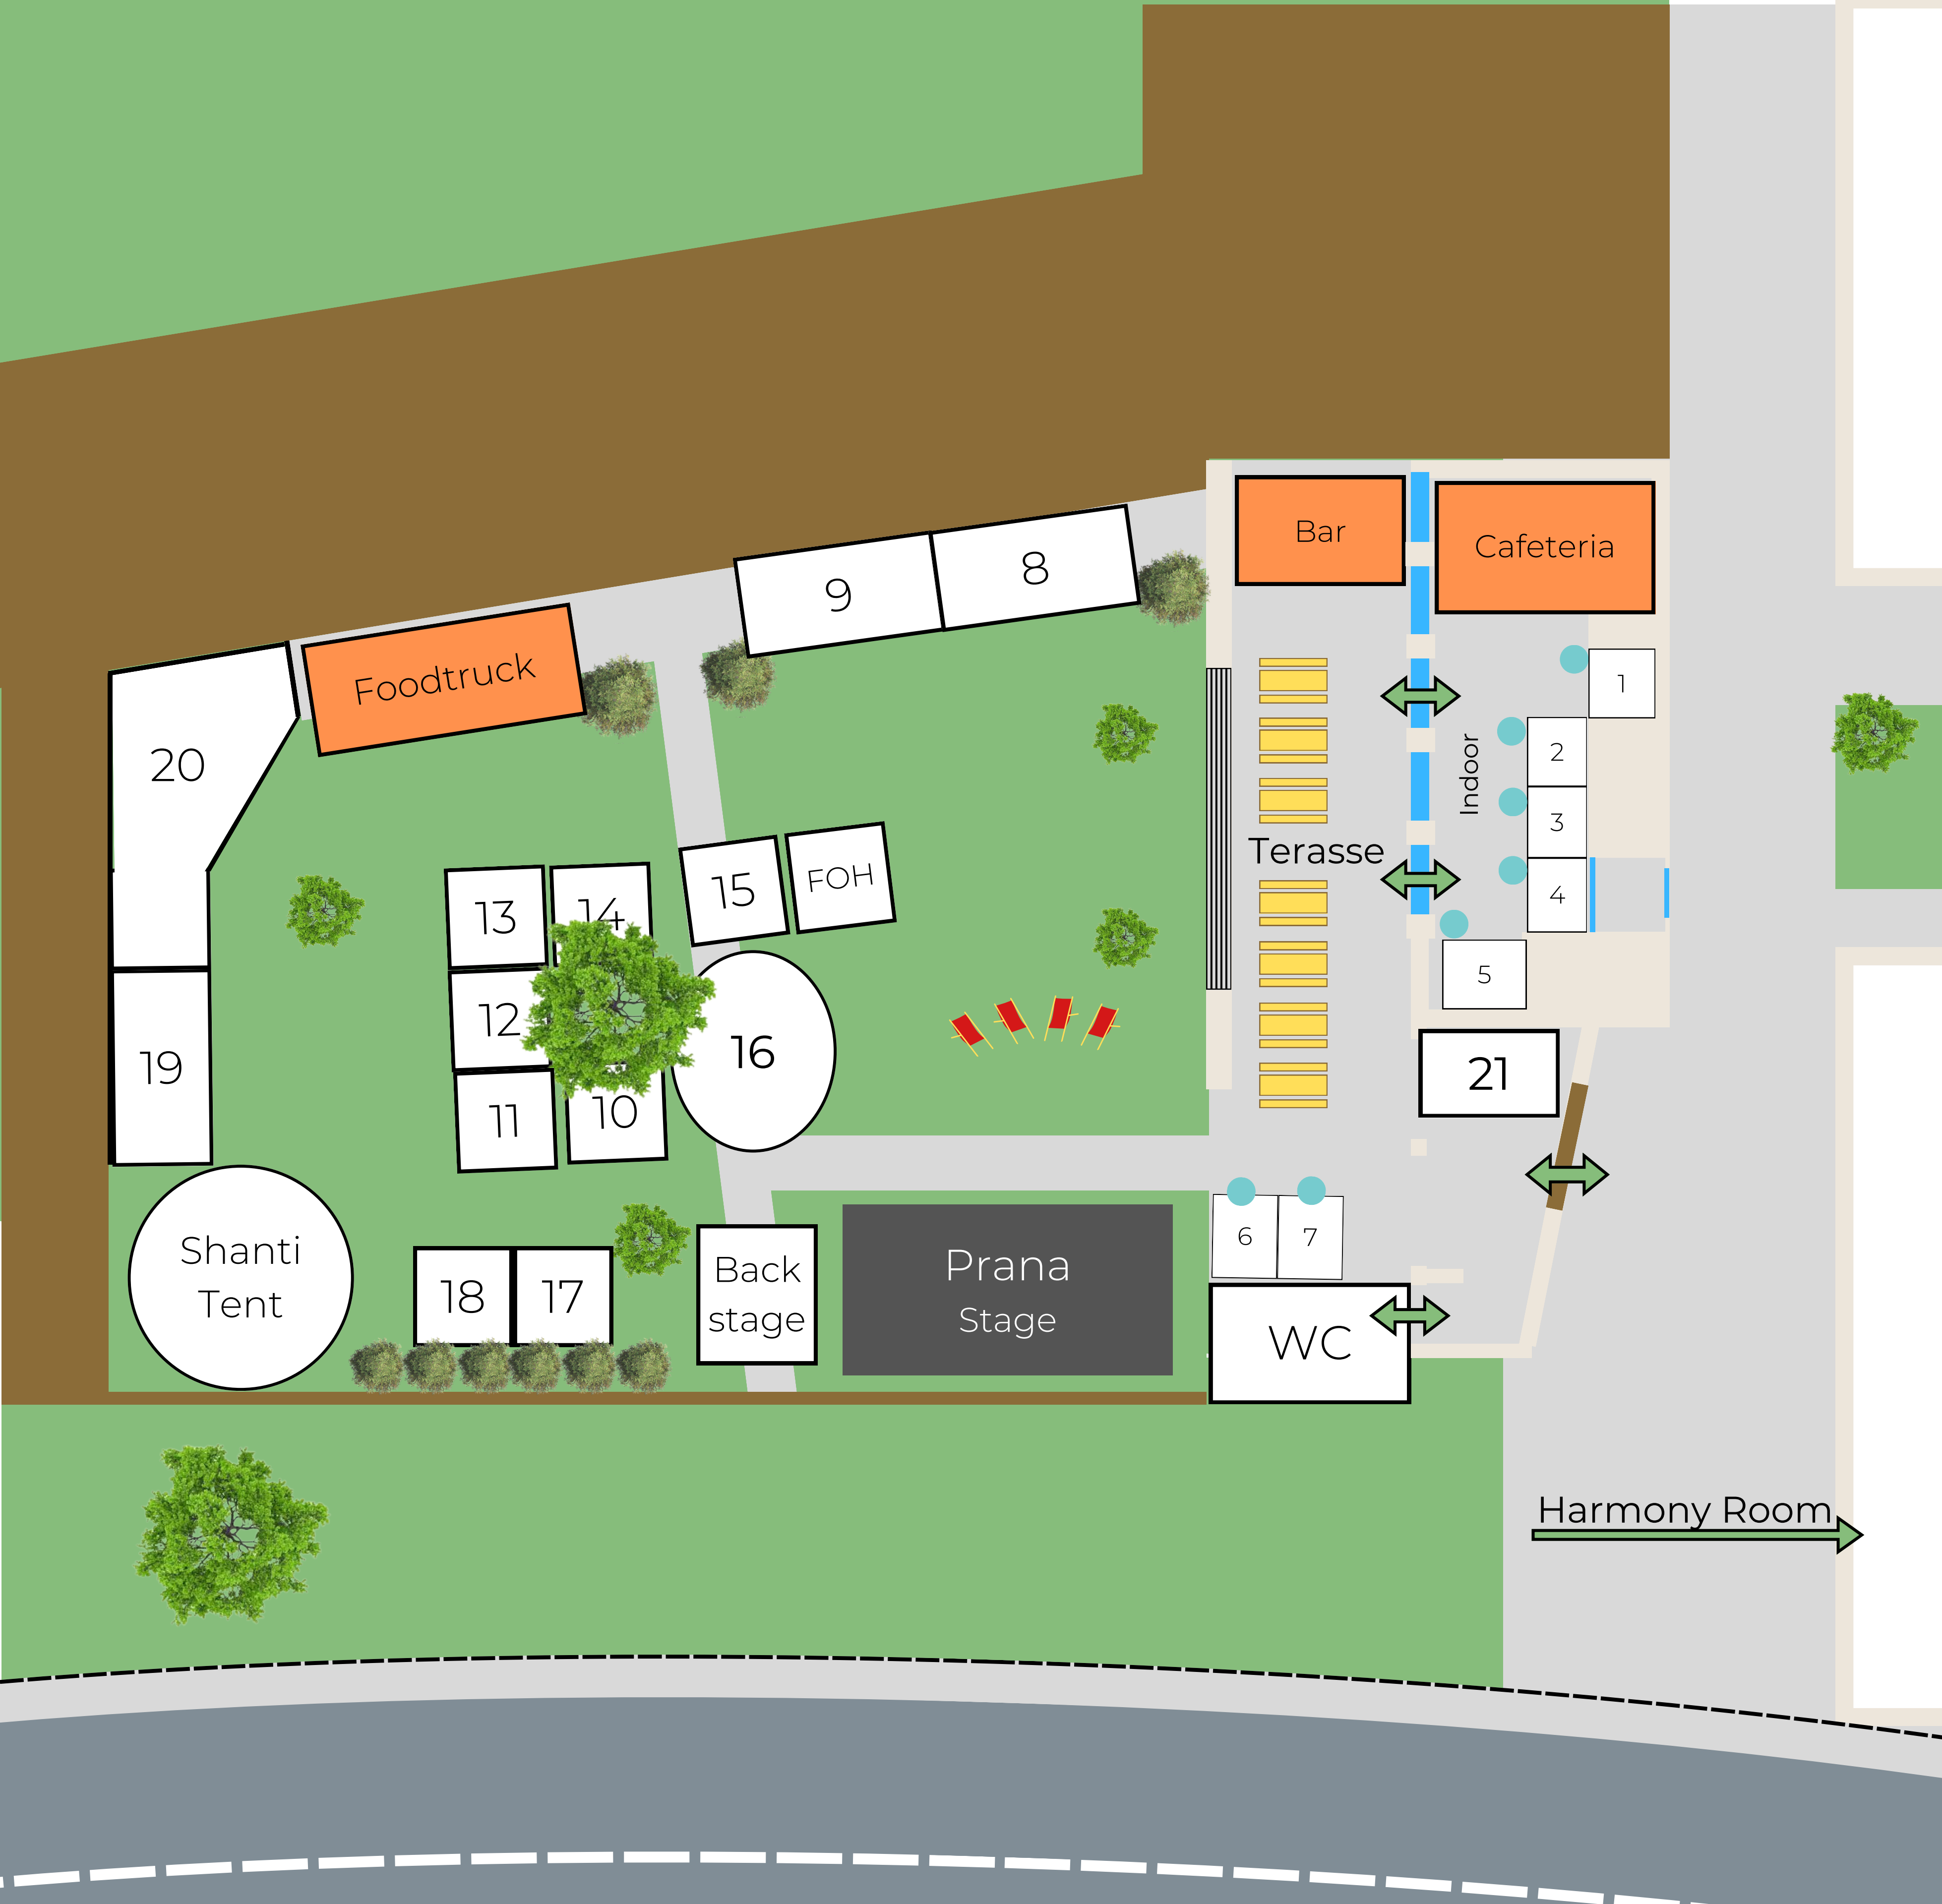 Bar
Cafeteria
8
9
Foodtruck
1
20
2
Indoor
3
Terasse
15
FOH
4
13
14
5
12
16
19
21
11
10
6
7
Shanti
Tent
18
17
Back
stage
Prana
Stage
WC
Harmony Room